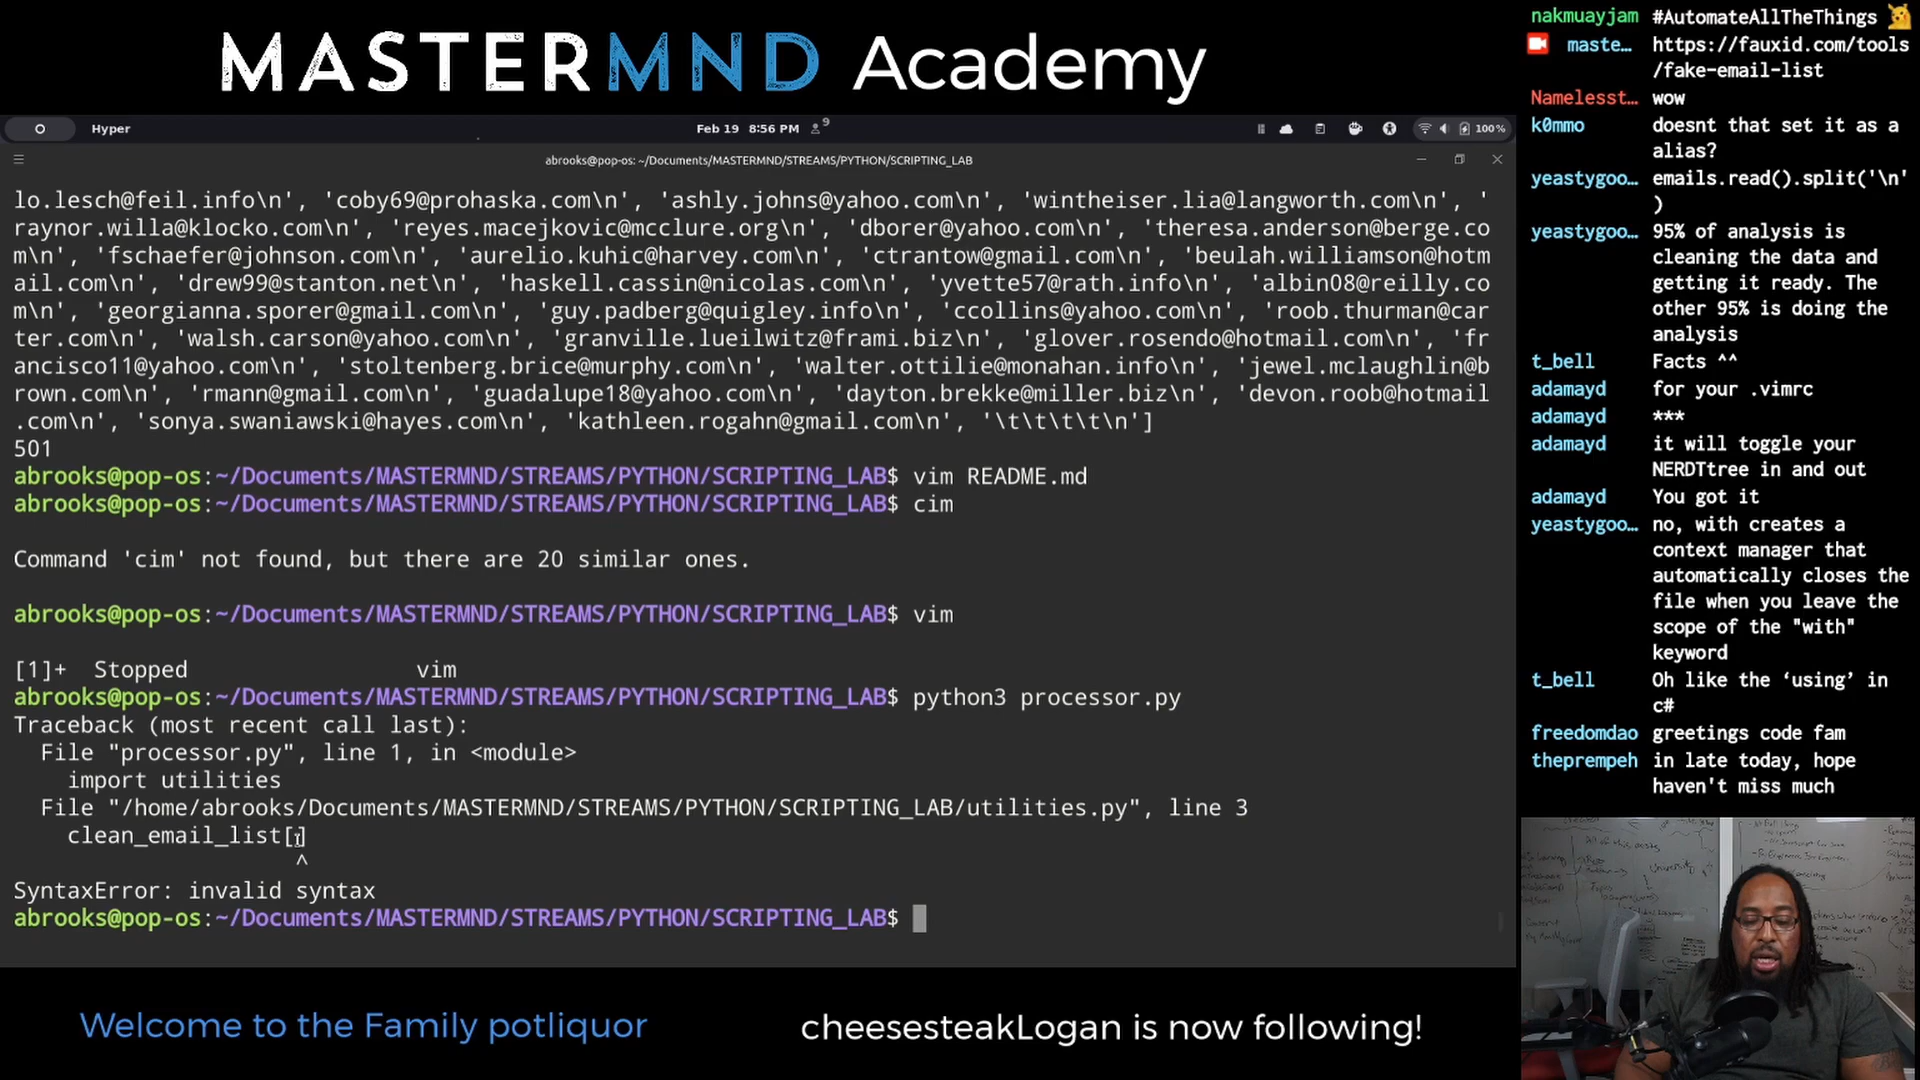 MASTERMND Academy
Hyper
Feb 19 8:56 PM
9
100%
abrooks@pop-os: ~/Documents/MASTERMND/STREAMS/PYTHON/SCRIPTING_LAB
lo.lesch@feil.info\n', 'coby69@prohaska.com\n', 'ashly.johns@yahoo.com\n', 'wintheiser.lia@langworth.com\n', '
raynor.willa@klocko.com\n', 'reyes.macejkovic@mcclure.org\n', 'dborer@yahoo.com\n', 'theresa.anderson@berge.co
m\n', 'fschaefer@johnson.com\n', 'aurelio.kuhic@harvey.com\n', 'ctrantow@gmail.com\n', 'beulah.williamson@hotm
ail.com\n', 'drew99@stanton.net\n', 'haskell.cassin@nicolas.com\n', 'yvette57@rath.info\n', 'albin08@reilly.co
m\n', 'georgianna.sporer@gmail.com\n', 'guy.padberg@quigley.info\n', 'ccollins@yahoo.com\n', 'roob.thurman@car
ter.com\n', 'walsh.carson@yahoo.com\n', 'granville.lueilwitz@frami.biz\n', 'glover.rosendo@hotmail.com\n', 'fr
ancisco11@yahoo.com\n', 'stoltenberg.brice@murphy.com\n', 'walter.ottilie@monahan.info\n', 'jewel.mclaughlin@b
rown.com\n', 'rmann@gmail.com\n', 'guadalupe18@yahoo.com\n', 'dayton.brekke@miller.biz\n', 'devon.roob@hotmail
.com\n', 'sonya.swaniawski@hayes.com\n', 'kathleen.rogahn@gmail.com\n', '\t\t\t\t\n']
501
abrooks@pop-os:~/Documents/MASTERMND/STREAMS/PYTHON/SCRIPTING_LAB$ vim README.md
abrooks@pop-os:~/Documents/MASTERMND/STREAMS/PYTHON/SCRIPTING_LAB$ cim
Command 'cim' not found, but there are 20 similar ones.
abrooks@pop-os:~/Documents/MASTERMND/STREAMS/PYTHON/SCRIPTING_LAB$ vim
[1]+  Stopped                 vim
abrooks@pop-os:~/Documents/MASTERMND/STREAMS/PYTHON/SCRIPTING_LAB$ python3 processor.py
Traceback (most recent call last):
  File "processor.py", line 1, in <module>
    import utilities
  File "/home/abrooks/Documents/MASTERMND/STREAMS/PYTHON/SCRIPTING_LAB/utilities.py", line 3
    clean_email_list[]
                     ^
SyntaxError: invalid syntax
abrooks@pop-os:~/Documents/MASTERMND/STREAMS/PYTHON/SCRIPTING_LAB$
nakmuayjam #AutomateAllTheThings
maste… https://fauxid.com/tools
/fake-email-list
Namelesst… wow
k0mmo doesnt that set it as a
alias?
yeastygoo… emails.read().split('\n'
)
yeastygoo… 95% of analysis is
cleaning the data and
getting it ready. The
other 95% is doing the
analysis
t_bell Facts ^^
adamayd for your .vimrc
adamayd ***
adamayd it will toggle your
NERDTtree in and out
adamayd You got it
yeastygoo… no, with creates a
context manager that
automatically closes the
file when you leave the
scope of the "with"
keyword
t_bell Oh like the ‘using’ in
c#
freedomdao greetings code fam
theprempeh in late today, hope
haven't miss much
Welcome to the Family potliquor
cheesesteakLogan is now following!